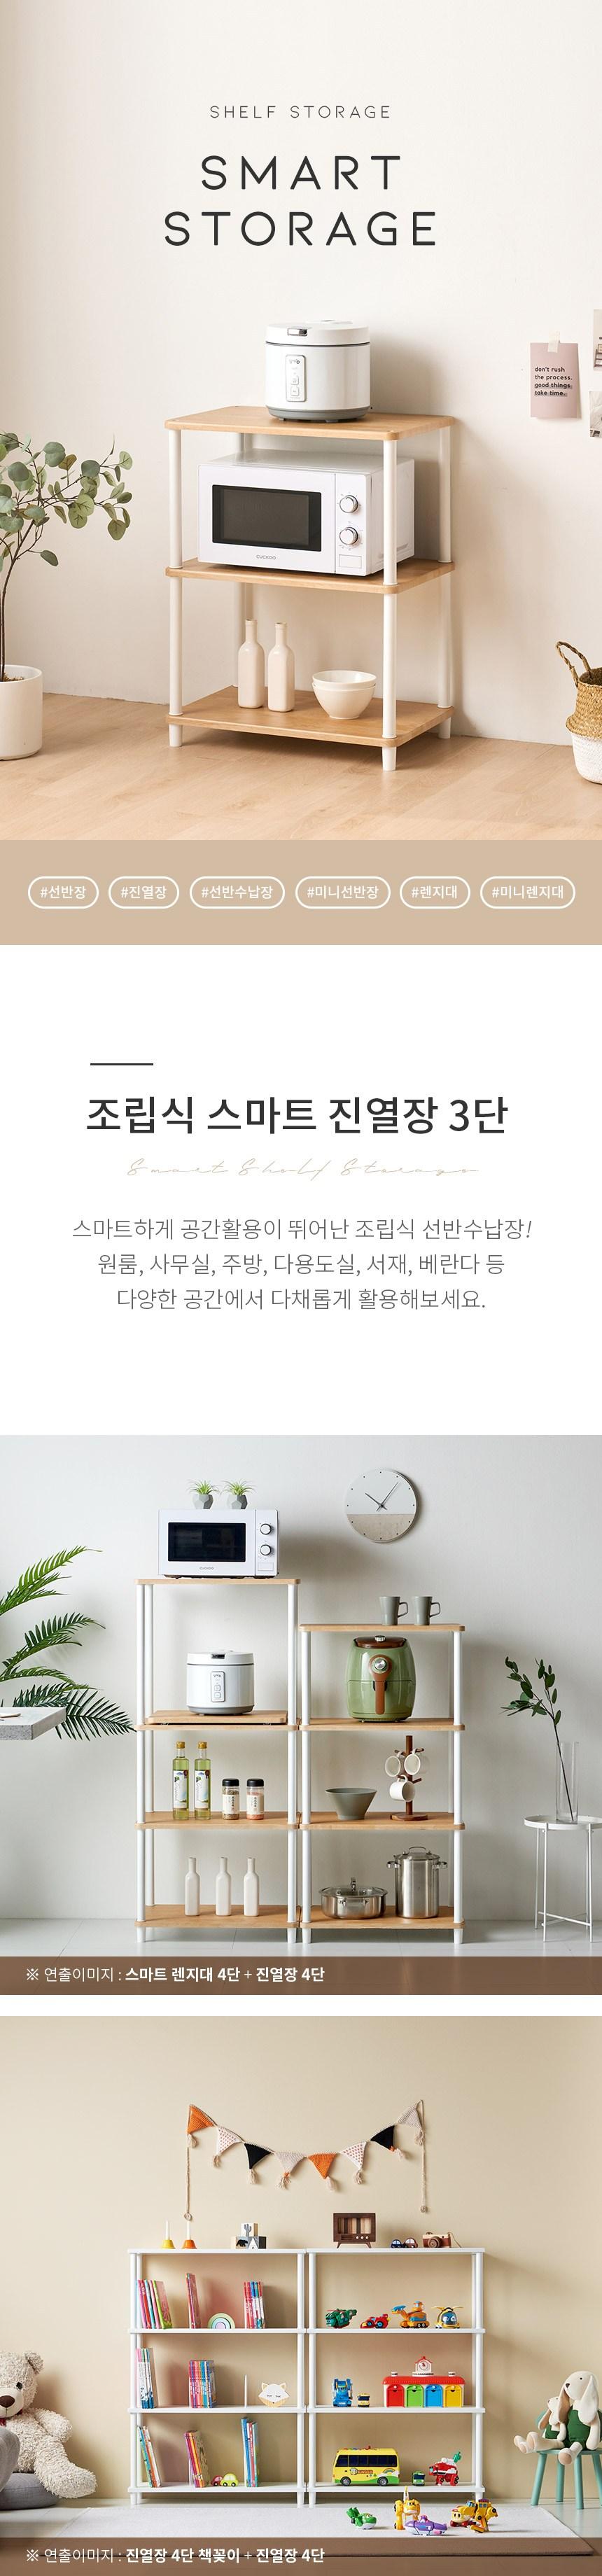 SHELF STORAGE
SMART
STORAGE
don't rush
the process.
good things
take time.
CUCKOO
#선반장 #진열장 #선반수납장 #미니선반장 #렌지대 #미니렌지대
조립식 스마트 진열장 3단
Smart Shelf Storage
스마트하게 공간활용이 뛰어난 조립식 선반수납장!
원룸, 사무실, 주방, 다용도실, 서재, 베란다 등
다양한 공간에서 다채롭게 활용해보세요.
※ 연출이미지 : 스마트 렌지대 4단 + 진열장 4단
※ 연출이미지 : 진열장 4단 책꽂이 + 진열장 4단